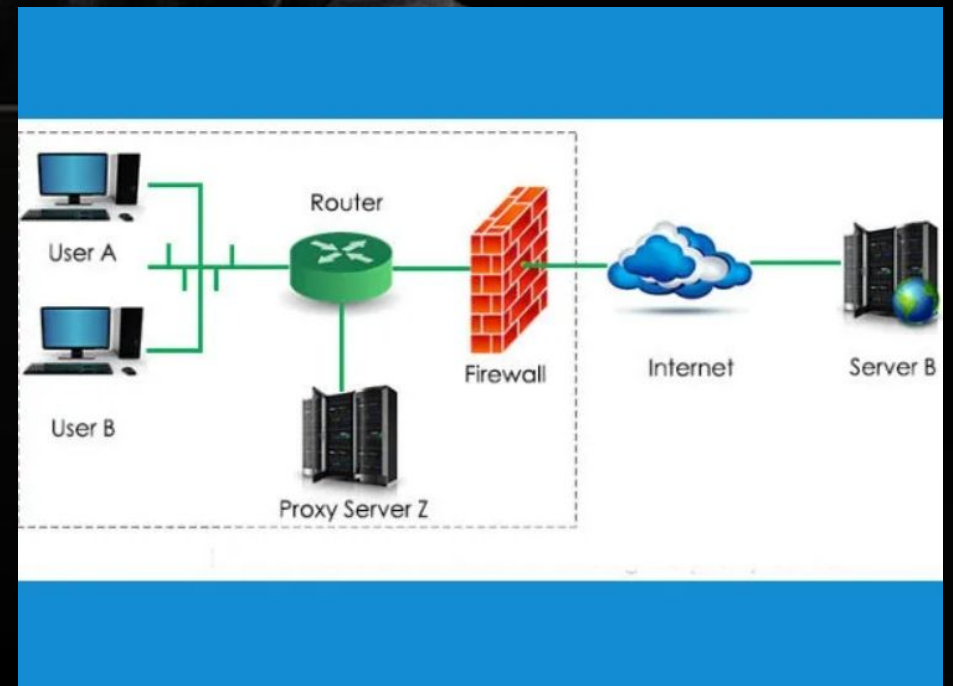 Router
User A
Firewall
Internet
Server B
User B
Proxy Server Z